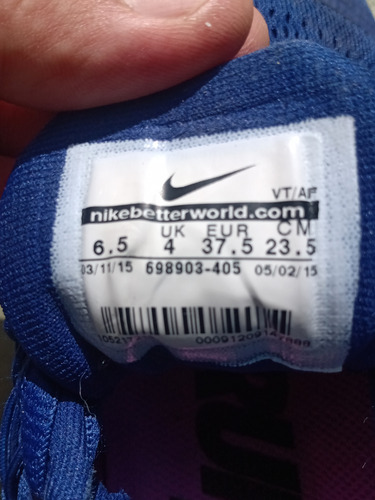 VT/AF
nikebetterworld.com
UK EUR CM
6.5 4 37.5 23.5
03/11/15 698903-405 05/02/15
RU